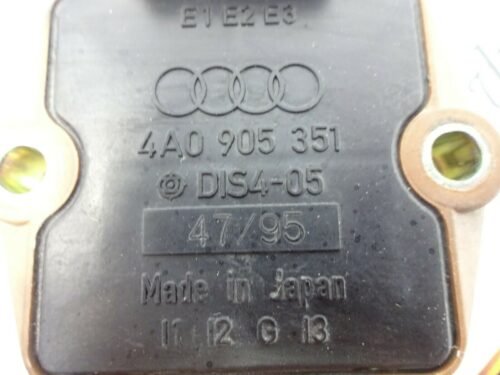 E1 E2 E3
4A0 905 351
DIS4-05
47/95
Made in Japan
I1 I2 G I3